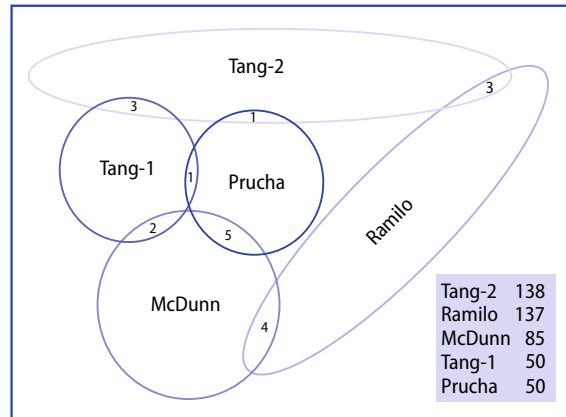 Tang-2
3
3
1
Tang-1
1
Prucha
2
5
Ramilo
McDunn
4
Tang-2 138
Ramilo 137
McDunn 85
Tang-1 50
Prucha 50